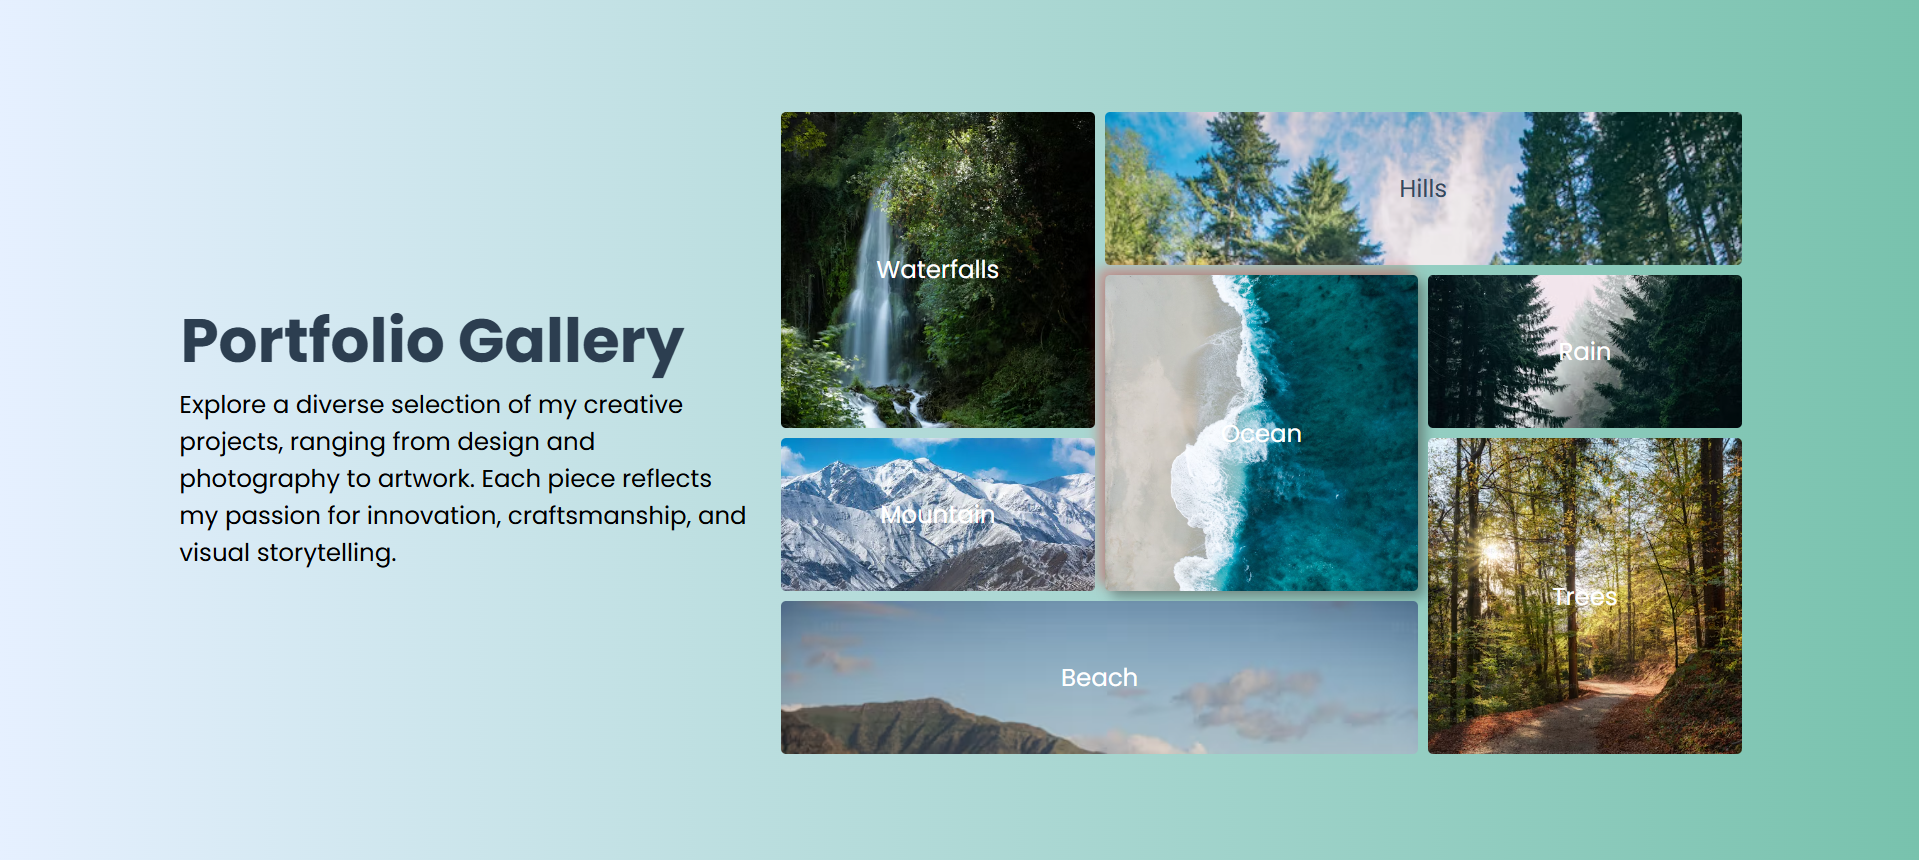 Portfolio Gallery
Explore a diverse selection of my creative
projects, ranging from design and
photography to artwork. Each piece reflects
my passion for innovation, craftsmanship, and
visual storytelling.
Waterfalls
Hills
Ocean
Rain
Mountain
Trees
Beach